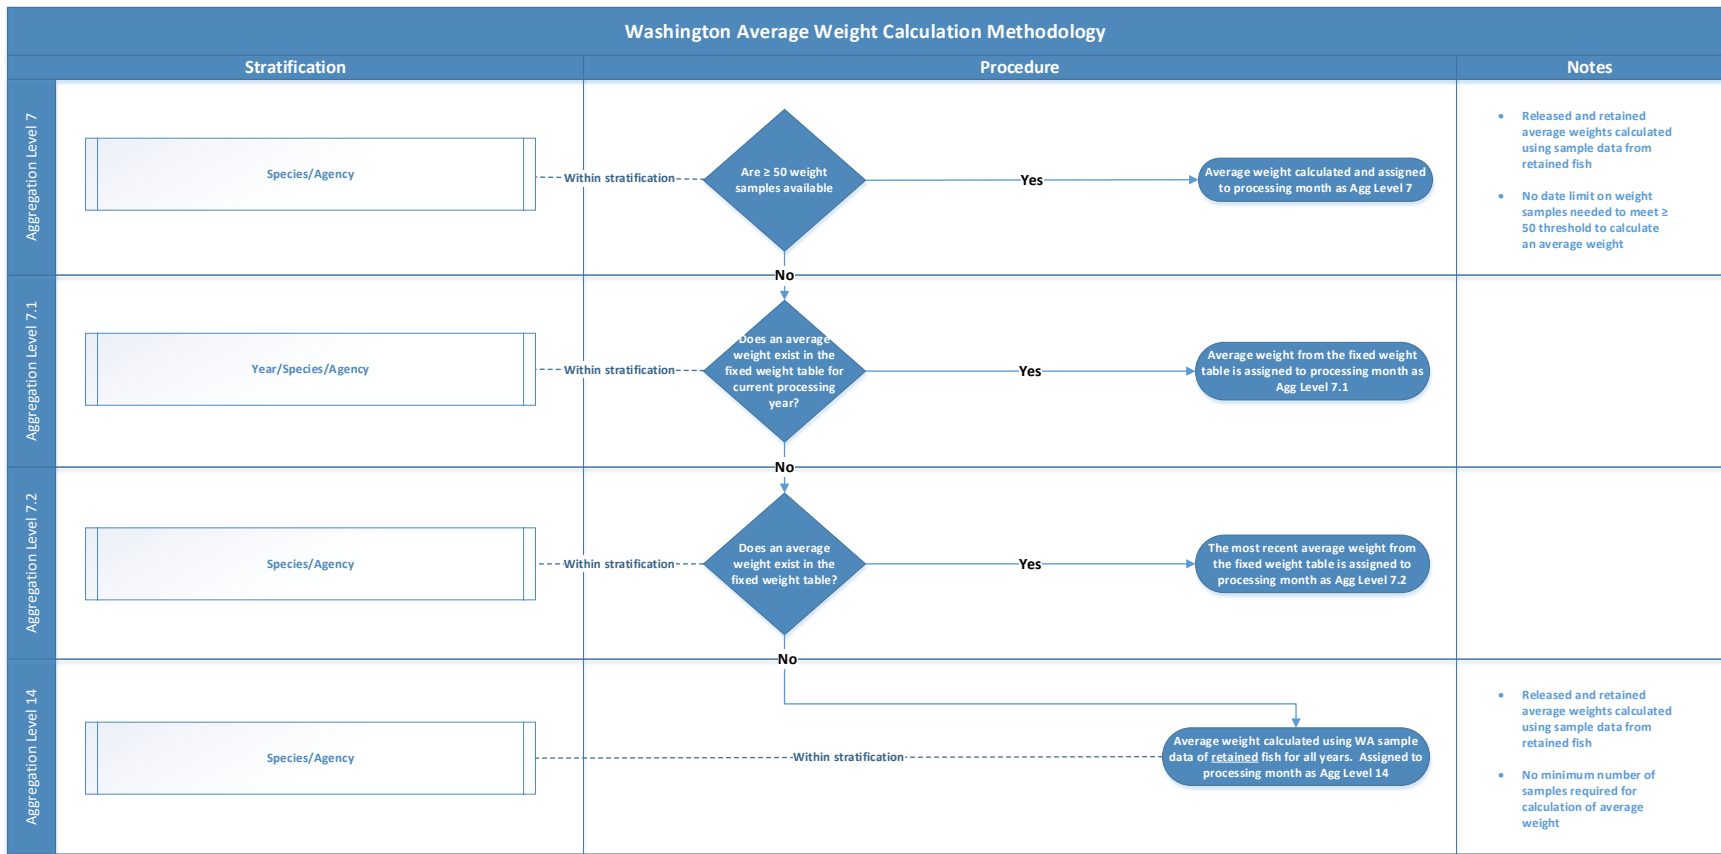 Washington Average Weight Calculation Methodology
Stratification
Procedure
Notes
Aggregation Level 7
Species/Agency
Within stratification
Are ≥ 50 weight
samples available
Yes
Average weight calculated and assigned
to processing month as Agg Level 7
• Released and retained
average weights calculated
using sample data from
retained fish
• No date limit on weight
samples needed to meet ≥
50 threshold to calculate
an average weight
No
Aggregation Level 7.1
Year/Species/Agency
Within stratification
Does an average
weight exist in the
fixed weight table for
current processing
year?
Yes
Average weight from the fixed weight
table is assigned to processing month as
Agg Level 7.1
No
Aggregation Level 7.2
Species/Agency
Within stratification
Does an average
weight exist in the
fixed weight table?
Yes
The most recent average weight from
the fixed weight table is assigned to
processing month as Agg Level 7.2
No
Aggregation Level 14
Species/Agency
Within stratification
Average weight calculated using WA sample
data of retained fish for all years. Assigned to
processing month as Agg Level 14
• Released and retained
average weights calculated
using sample data from
retained fish
• No minimum number of
samples required for
calculation of average
weight